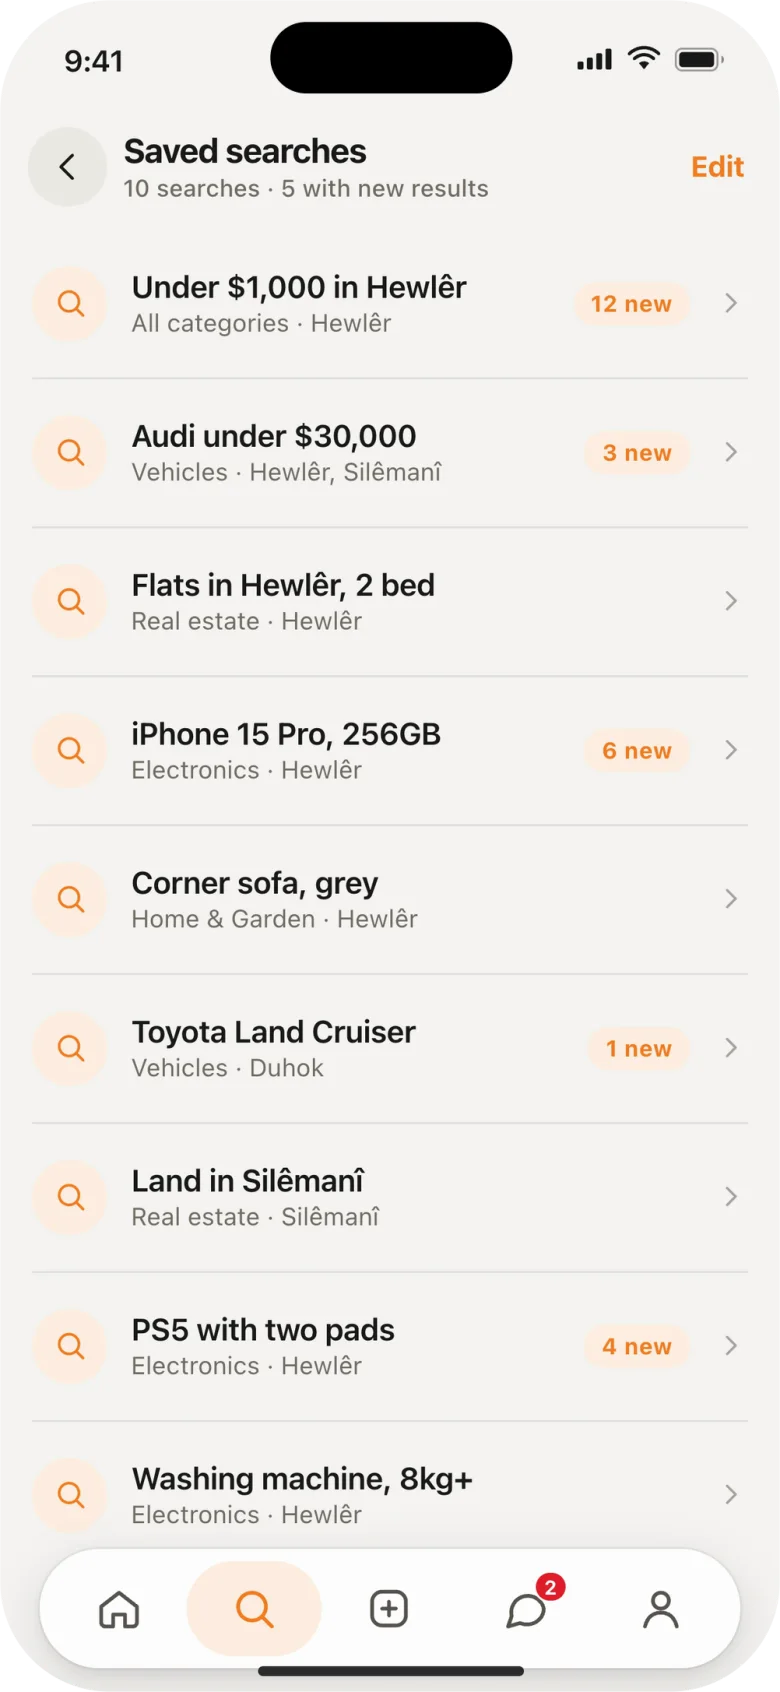 9:41
Saved searches
10 searches · 5 with new results
Edit
Under $1,000 in Hewlêr
All categories · Hewlêr
12 new
Audi under $30,000
Vehicles · Hewlêr, Silêmanî
3 new
Flats in Hewlêr, 2 bed
Real estate · Hewlêr
iPhone 15 Pro, 256GB
Electronics · Hewlêr
6 new
Corner sofa, grey
Home & Garden · Hewlêr
Toyota Land Cruiser
Vehicles · Duhok
1 new
Land in Silêmanî
Real estate · Silêmanî
PS5 with two pads
Electronics · Hewlêr
4 new
Washing machine, 8kg+
Electronics · Hewlêr
2